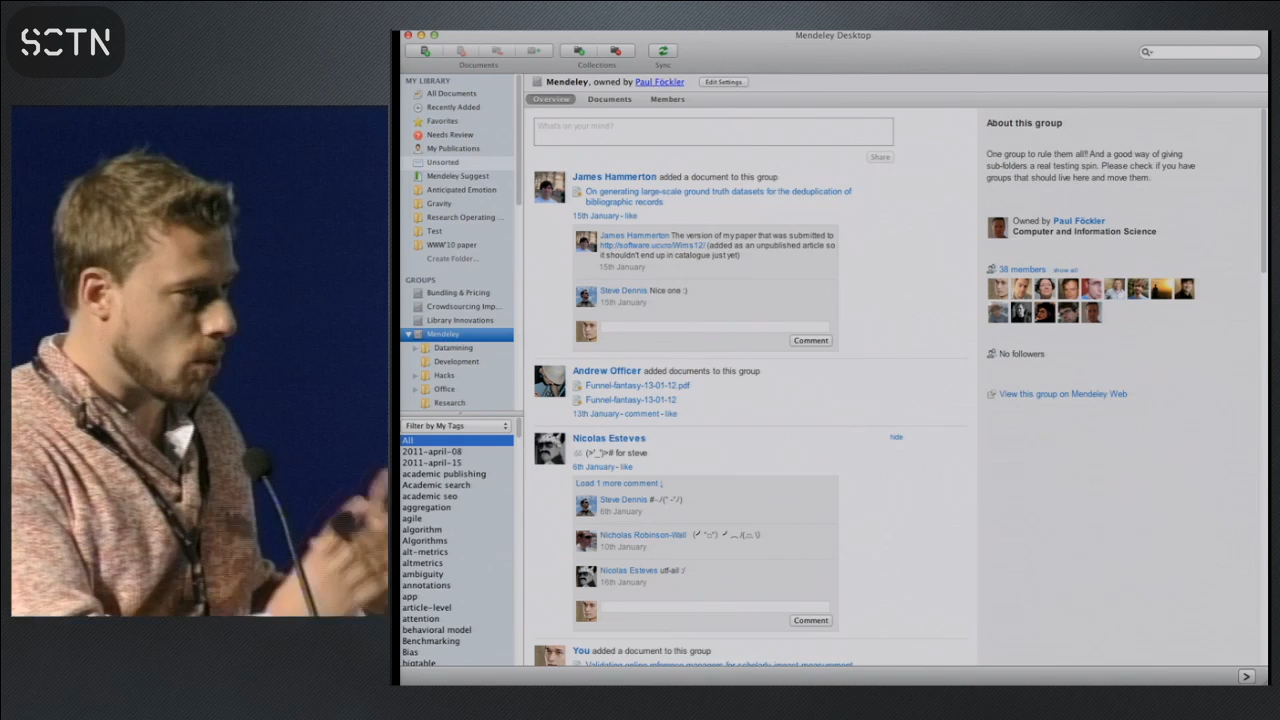 SCTN
Mendeley Desktop
Documents
Collections
Sync
MY LIBRARY
All Documents
Recently Added
Favorites
Needs Review
My Publications
Unsorted
Mendeley Suggest
Anticipated Emotion
Gravity
Research Operating ...
Test
WWW'10 paper
Create Folder...
GROUPS
Bundling & Pricing
Crowdsourcing Imp...
Library Innovations
Mendeley
Datamining
Development
Hacks
Office
Research
Filter by My Tags
All
2011-april-08
2011-april-15
academic publishing
Academic search
academic seo
aggregation
agile
algorithm
Algorithms
alt-metrics
altmetrics
ambiguity
annotations
app
article-level
attention
behavioral model
Benchmarking
Bias
bigtable
Mendeley, owned by Paul Föckler
Edit Settings
Overview
Documents
Members
What's on your mind?
Share
James Hammerton added a document to this group
On generating large-scale ground truth datasets for the deduplication of
bibliographic records
15th January - like
James Hammerton The version of my paper that was submitted to
(added as an unpublished article so
it shouldn't end up in catalogue just yet)
15th January
Steve Dennis Nice one :)
15th January
Comment
Andrew Officer added documents to this group
Funnel-fantasy-13-01-12.pdf
Funnel-fantasy-13-01-12
13th January - comment - like
Nicolas Esteves
hide
for steve
6th January - like
Load 1 more comment ↓
Steve Dennis
6th January
Nicholas Robinson-Wall
10th January
Nicolas Esteves utf-ail :/
16th January
Comment
You added a document to this group
Validating online reference managers for scholarly impact measurement
About this group
One group to rule them all!! And a good way of giving
sub-folders a real testing spin. Please check if you have
groups that should live here and move them.
Owned by Paul Föckler
Computer and Information Science
38 members show all
No followers
View this group on Mendeley Web